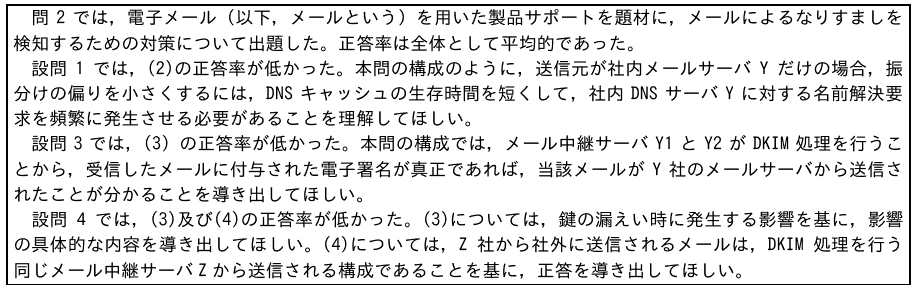 問 2 では，電子メール（以下，メールという）を用いた製品サポートを題材に，メールによるなりすましを
検知するための対策について出題した。正答率は全体として平均的であった。
設問 1 では，(2)の正答率が低かった。本問の構成のように，送信元が社内メールサーバ Y だけの場合，振
分けの偏りを小さくするには，DNS キャッシュの生存時間を短くして，社内 DNS サーバ Y に対する名前解決要
求を頻繁に発生させる必要があることを理解してほしい。
設問 3 では，(3) の正答率が低かった。本問の構成では，メール中継サーバ Y1 と Y2 が DKIM 処理を行うこ
とから，受信したメールに付与された電子署名が真正であれば，当該メールが Y 社のメールサーバから送信さ
れたことが分かることを導き出してほしい。
設問 4 では，(3)及び(4)の正答率が低かった。(3)については，鍵の漏えい時に発生する影響を基に，影響
の具体的な内容を導き出してほしい。(4)については，Z 社から社外に送信されるメールは，DKIM 処理を行う
同じメール中継サーバ Z から送信される構成であることを基に，正答を導き出してほしい。